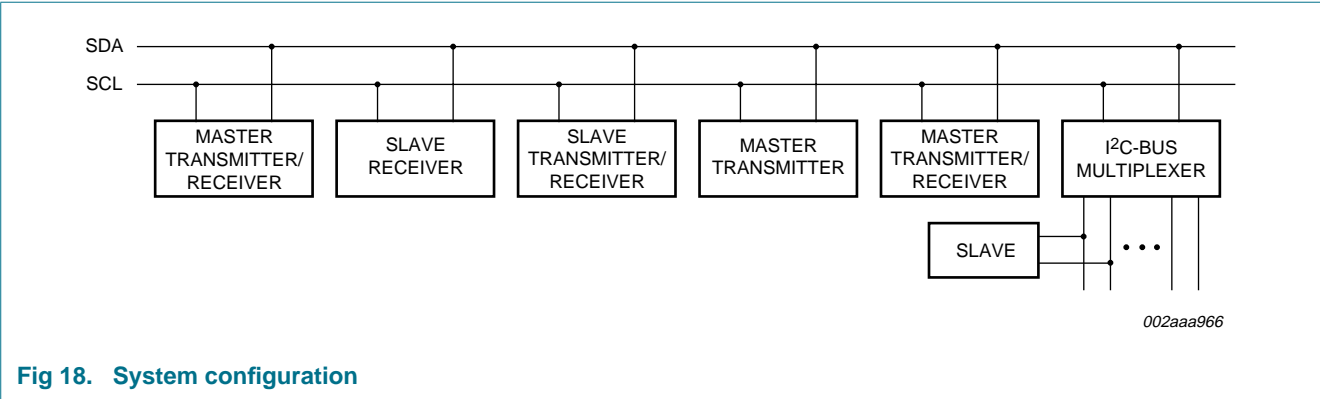 SDA
SCL
MASTER
TRANSMITTER/
RECEIVER
SLAVE
RECEIVER
SLAVE
TRANSMITTER/
RECEIVER
MASTER
TRANSMITTER
MASTER
TRANSMITTER/
RECEIVER
I²C-BUS
MULTIPLEXER
SLAVE
002aaa966
Fig 18. System configuration